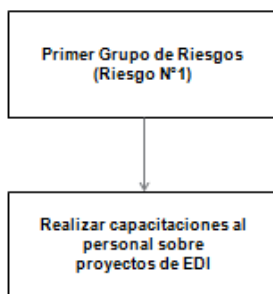 Primer Grupo de Riesgos
(Riesgo N°1)
Realizar capacitaciones al
personal sobre
proyectos de EDI